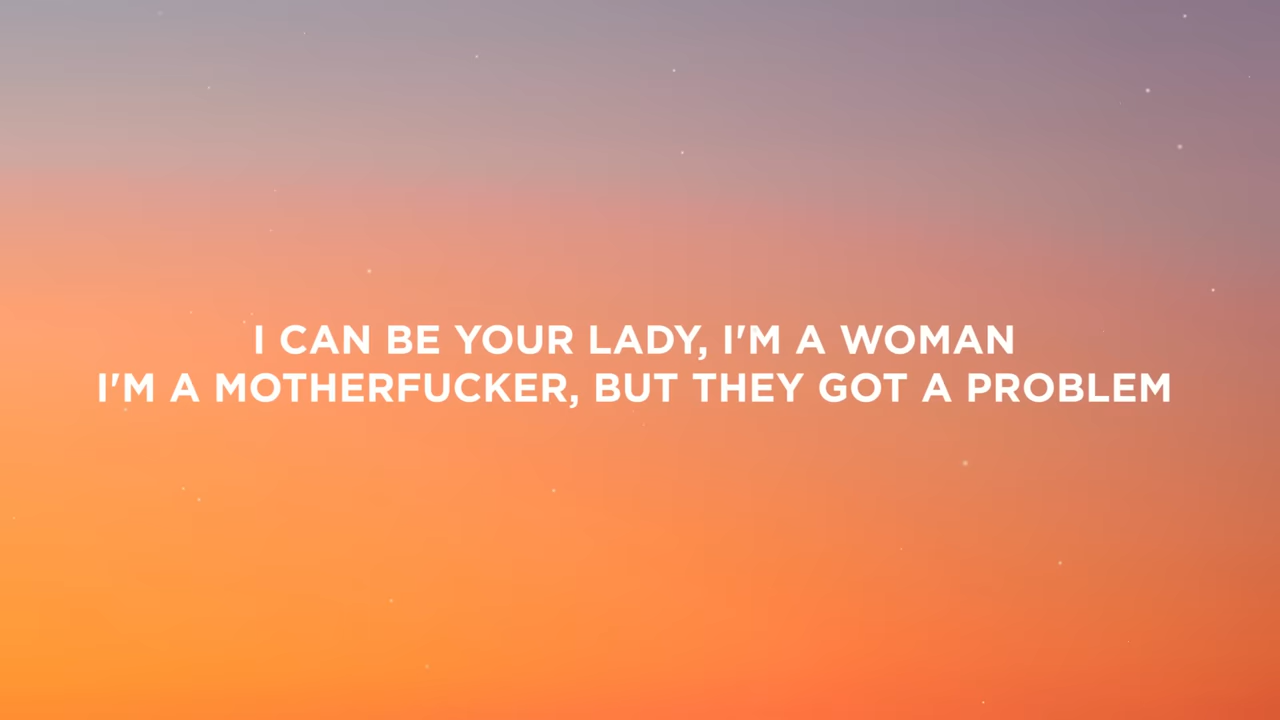 I CAN BE YOUR LADY, I'M A WOMAN
I'M A MOTHERFUCKER, BUT THEY GOT A PROBLEM